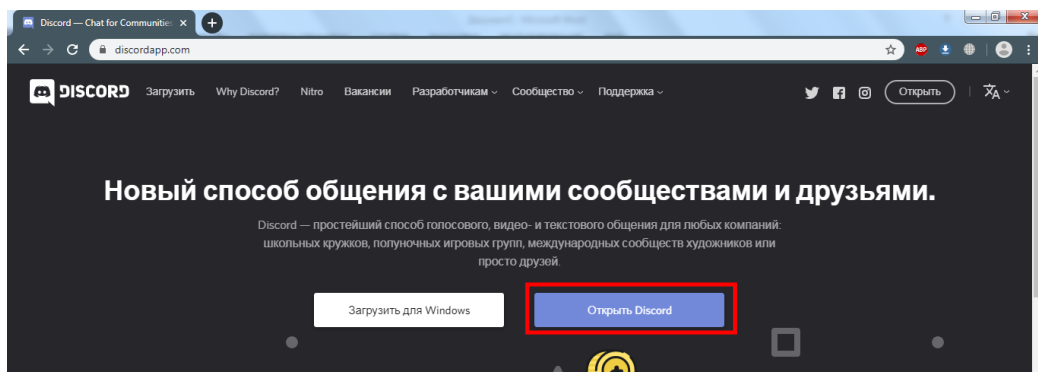 Discord — Chat for Communitie
discordapp.com
ABP
DISCORD Загрузить Why Discord? Nitro Вакансии Разработчикам Сообщество Поддержка Открыть
Новый способ общения с вашими сообществами и друзьями.
Discord — простейший способ голосового, видео- и текстового общения для любых компаний:
школьных кружков, полуночных игровых групп, международных сообществ художников или
просто друзей.
Загрузить для Windows Открыть Discord